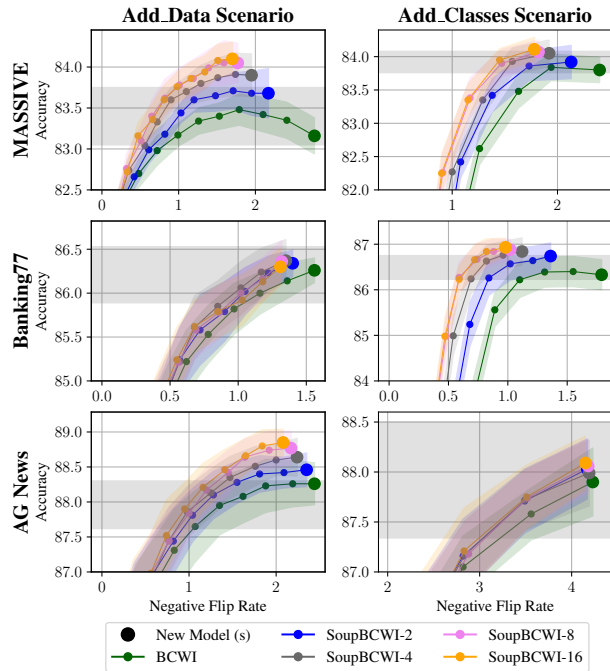 Add_Data Scenario
Add_Classes Scenario
MASSIVE
Accuracy
84.0
83.5
83.0
82.5
1
2
84.0
83.5
83.0
82.5
82.0
1
2
Banking77
Accuracy
86.5
86.0
85.5
85.0
0.0
0.5
1.0
1.5
87
86
85
84
0.0
0.5
1.0
1.5
AG News
Accuracy
89.0
88.5
88.0
87.5
87.0
0
1
2
Negative Flip Rate
88.5
88.0
87.5
87.0
2
3
4
Negative Flip Rate
New Model (s)
BCWI
SoupBCWI-2
SoupBCWI-4
SoupBCWI-8
SoupBCWI-16